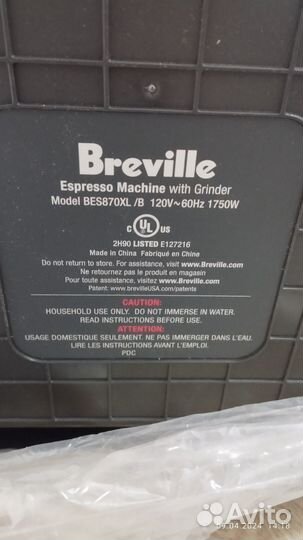 Breville
Espresso Machine with Grinder
Model BES870XL /B 120V~60Hz 1750W
C UL US
2H90 LISTED E127216
Made in China Fabriqué en Chine
Do not return to store. For assistance, visit www.Breville.com
Ne retournez pas le produit en magasin
Pour toute assistance, visitez www.Breville.com
Patent: www.brevilleUSA.com/patents
CAUTION:
HOUSEHOLD USE ONLY. DO NOT IMMERSE IN WATER.
READ INSTRUCTIONS BEFORE USE.
ATTENTION:
USAGE DOMESTIQUE SEULEMENT. NE PAS IMMERGER DANS L'EAU.
LIRE LES INSTRUCTIONS AVANT L'EMPLOI.
PDC
09.04.2024 14:18
Avito